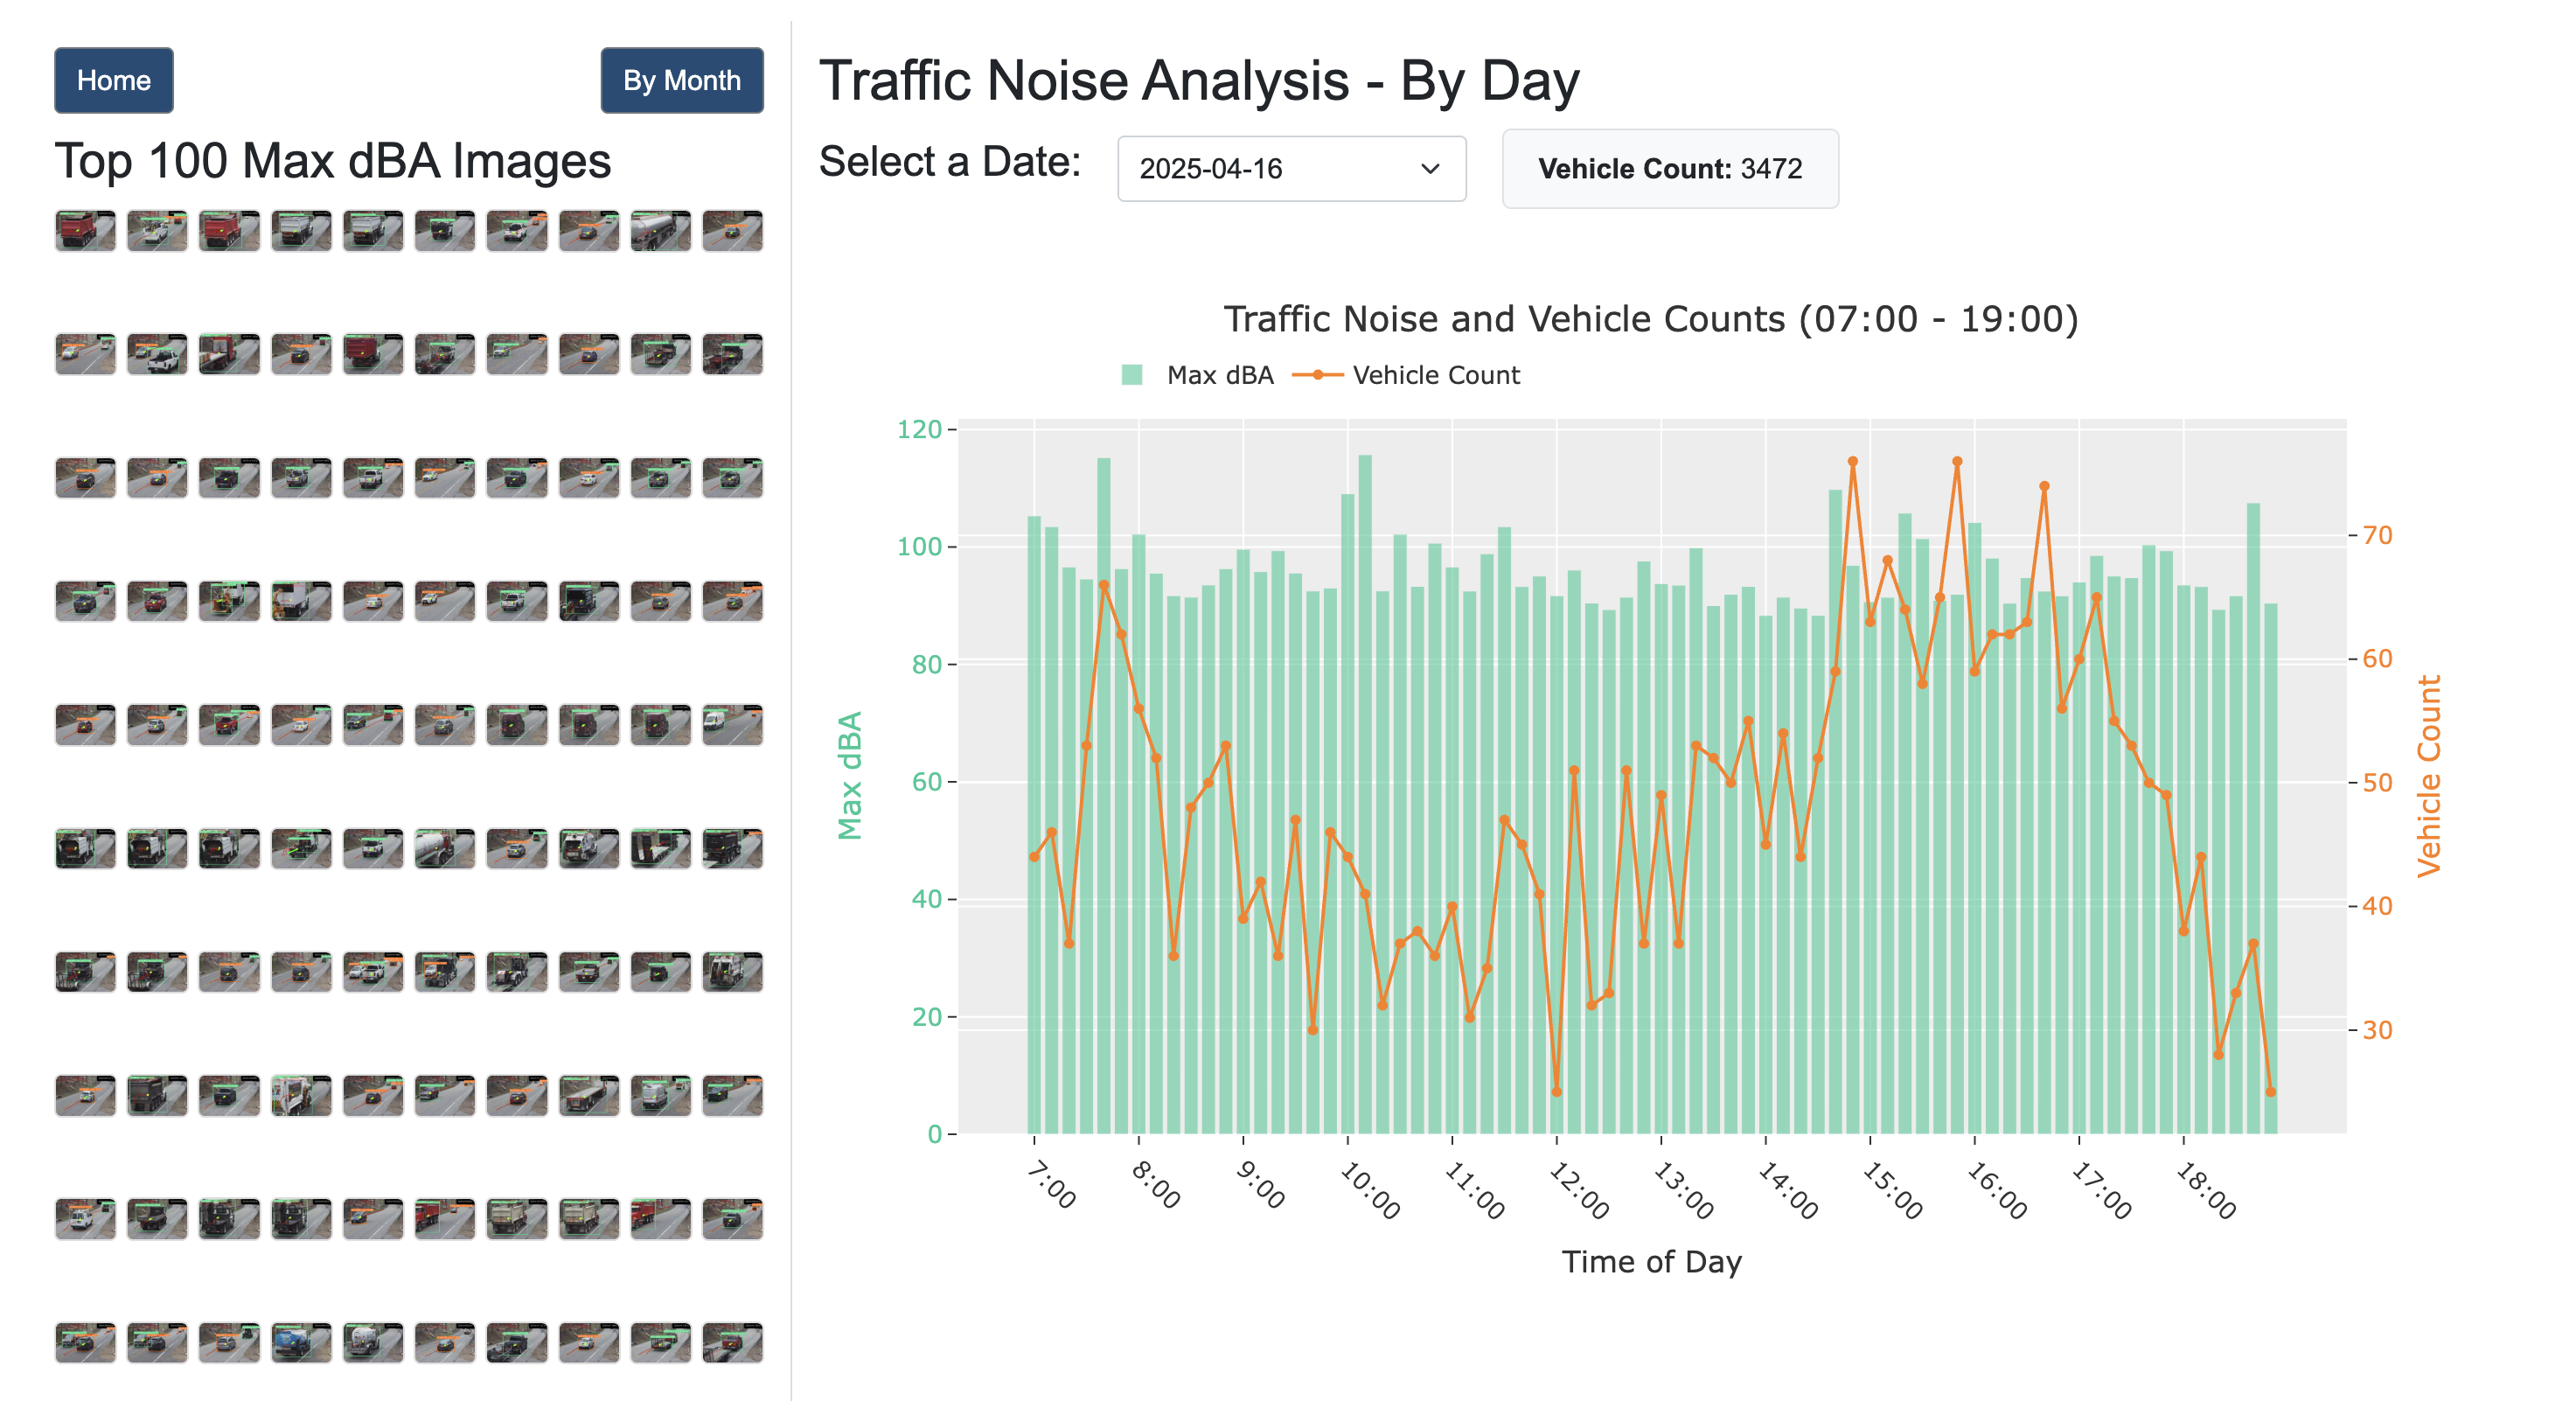 Home
By Month
Top 100 Max dBA Images
Traffic Noise Analysis - By Day
Select a Date:
2025-04-16
Vehicle Count: 3472
Traffic Noise and Vehicle Counts (07:00 - 19:00)
Max dBA
Vehicle Count
120
100
80
60
40
20
0
Max dBA
70
60
50
40
30
Vehicle Count
7:00
8:00
9:00
10:00
11:00
12:00
13:00
14:00
15:00
16:00
17:00
18:00
Time of Day